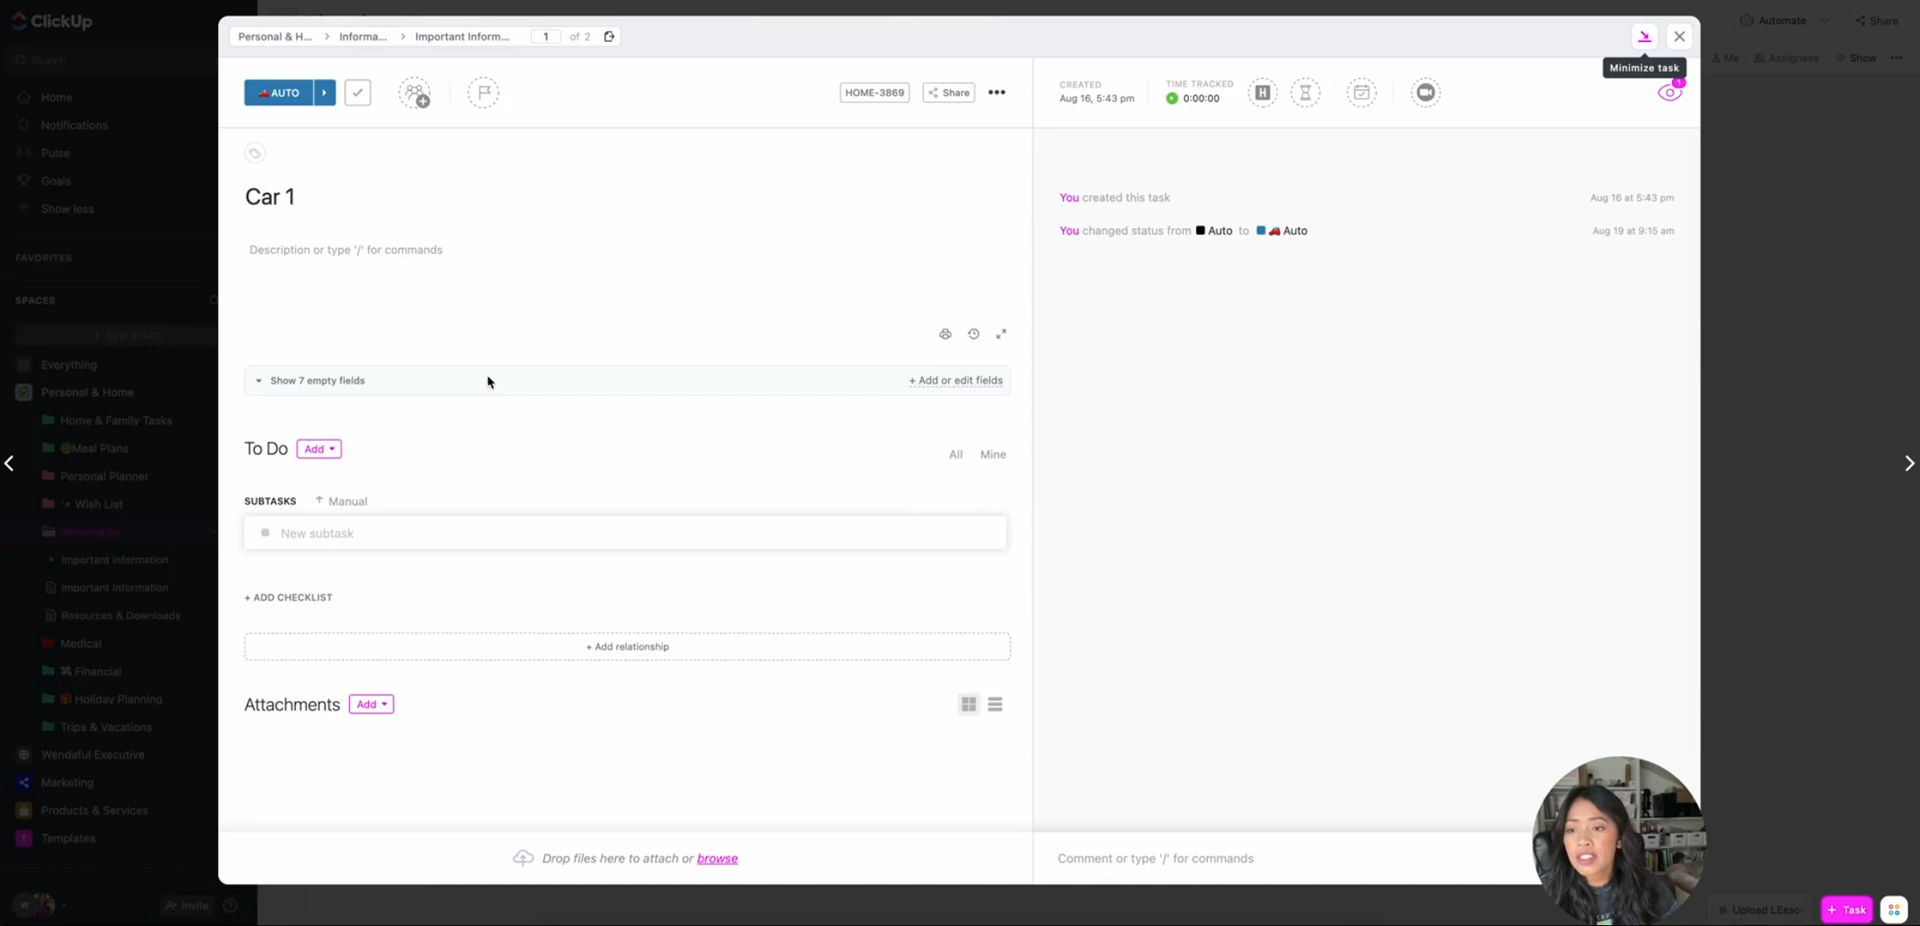 ClickUp
Search
Home
Notifications
Pulse
Goals
Show less
FAVORITES
SPACES
+ NEW SPACE
Everything
Personal & Home
Home & Family Tasks
Meal Plans
Personal Planner
Wish List
Information
Important Information
Important Information
Resources & Downloads
Medical
Financial
Holiday Planning
Trips & Vacations
Wendaful Executive
Marketing
Products & Services
T Templates
W
Invite
Personal & H... > Informa... > Important Inform... 1 of 2
AUTO
HOME-3869
Share
Car 1
Description or type '/' for commands
Show 7 empty fields
+ Add or edit fields
To Do Add
All Mine
SUBTASKS Manual
New subtask
+ ADD CHECKLIST
+ Add relationship
Attachments Add
Drop files here to attach or browse
CREATED
Aug 16, 5:43 pm
TIME TRACKED
0:00:00
H
1
Minimize task
You created this task Aug 16 at 5:43 pm
You changed status from Auto to Auto Aug 19 at 9:15 am
Comment or type '/' for commands
Automate
Share
Me
Assignees
Show
Upload LEsson
+ Task